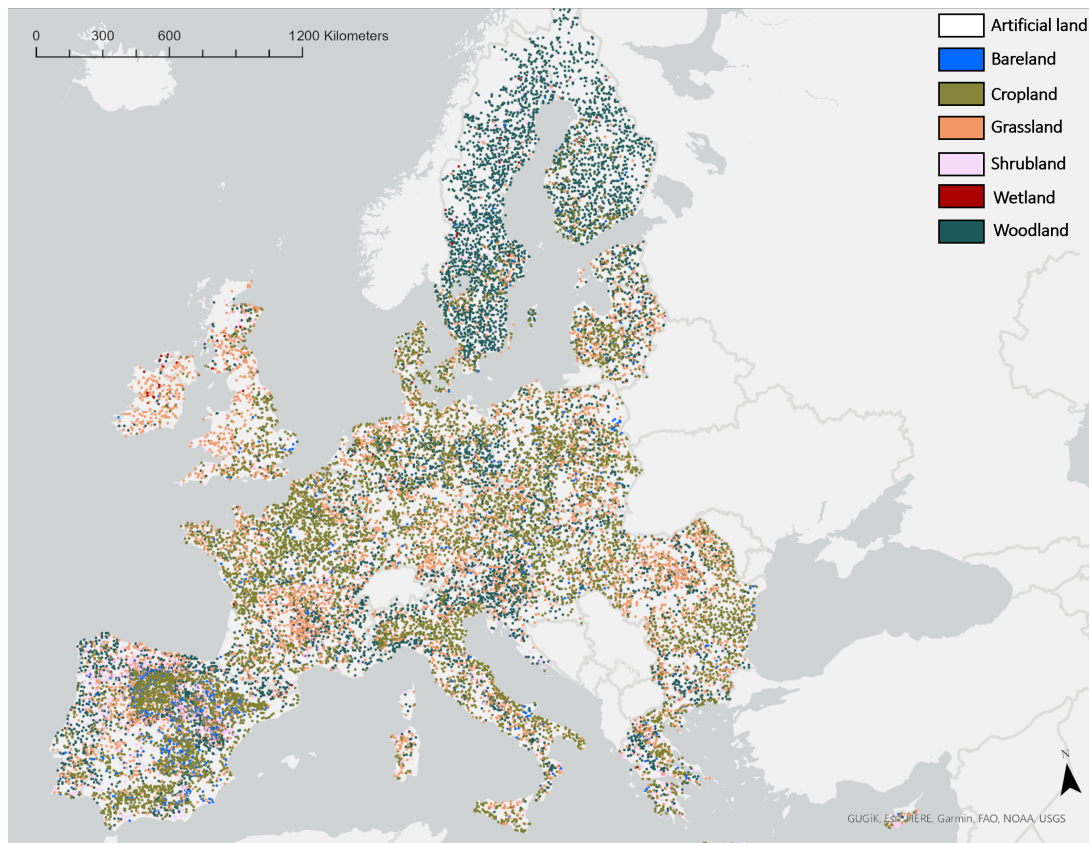 0 300 600 1200 Kilometers
Artificial land
Bareland
Cropland
Grassland
Shrubland
Wetland
Woodland
N
GUGiK, Esri, HERE, Garmin, FAO, NOAA, USGS